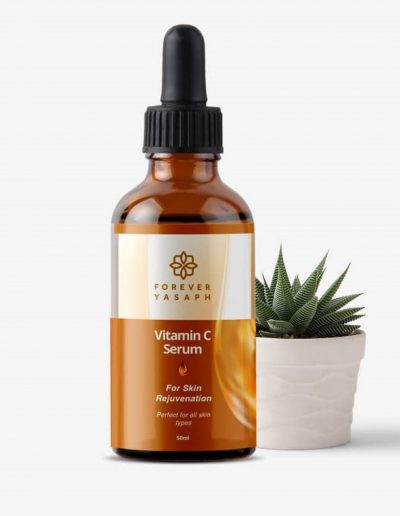 FOREVER
YASAPH
Vitamin C
Serum
For Skin
Rejuvenation
Perfect for all skin
types
50ml